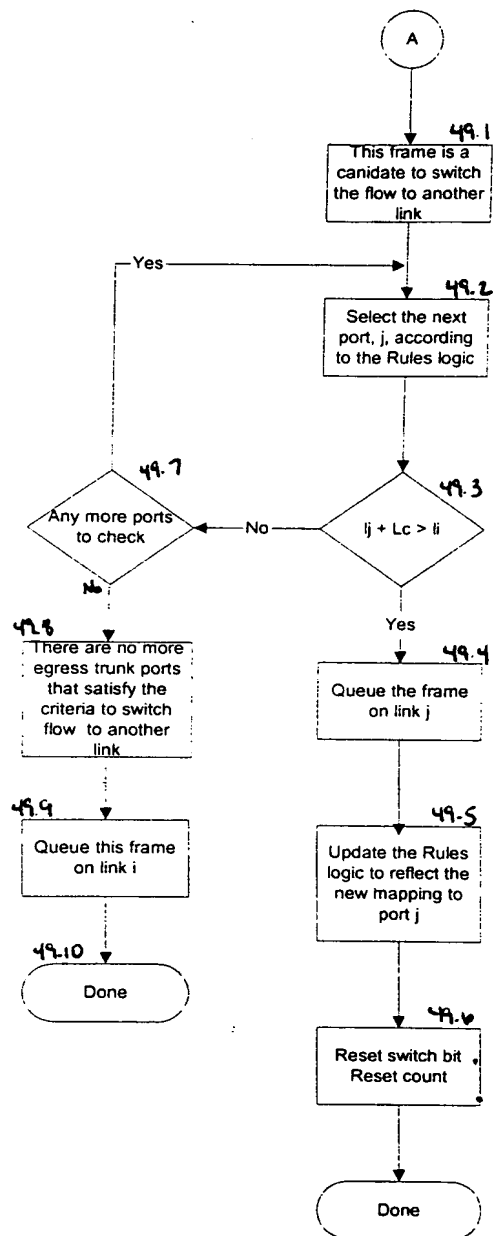 A
49.1
This frame is a
canidate to switch
the flow to another
link
Yes
49.2
Select the next
port, j, according
to the Rules logic
49.7
Any more ports
to check
No
49.3
lj + Lc > li
No
Yes
49.8
There are no more
egress trunk ports
that satisfy the
criteria to switch
flow to another
link
49.4
Queue the frame
on link j
49.9
Queue this frame
on link i
49.5
Update the Rules
logic to reflect the
new mapping to
port j
49.10
Done
49.6
Reset switch bit
Reset count
Done